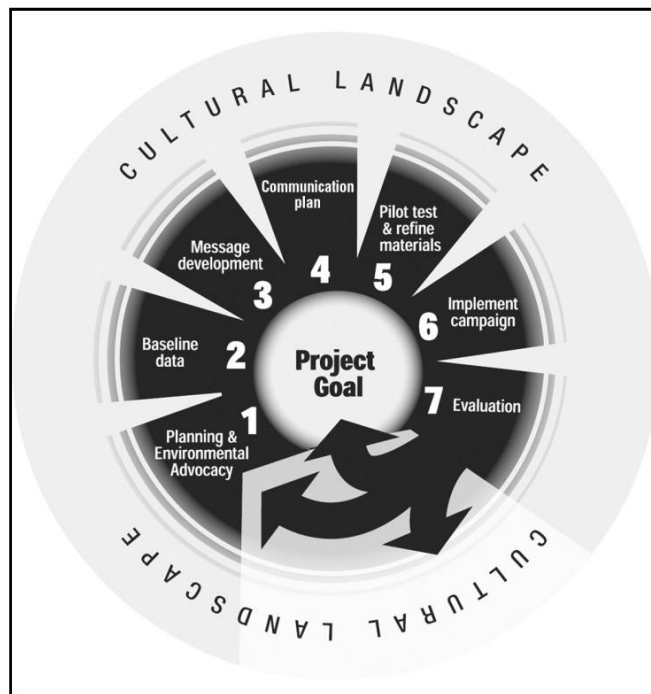 CULTURAL LANDSCAPE
Communication
plan
4
Pilot test
& refine
materials
5
Message
development
3
Implement
campaign
6
Baseline
data
2
Project
Goal
Evaluation
7
1
Planning &
Environmental
Advocacy
CULTURAL LANDSCAPE